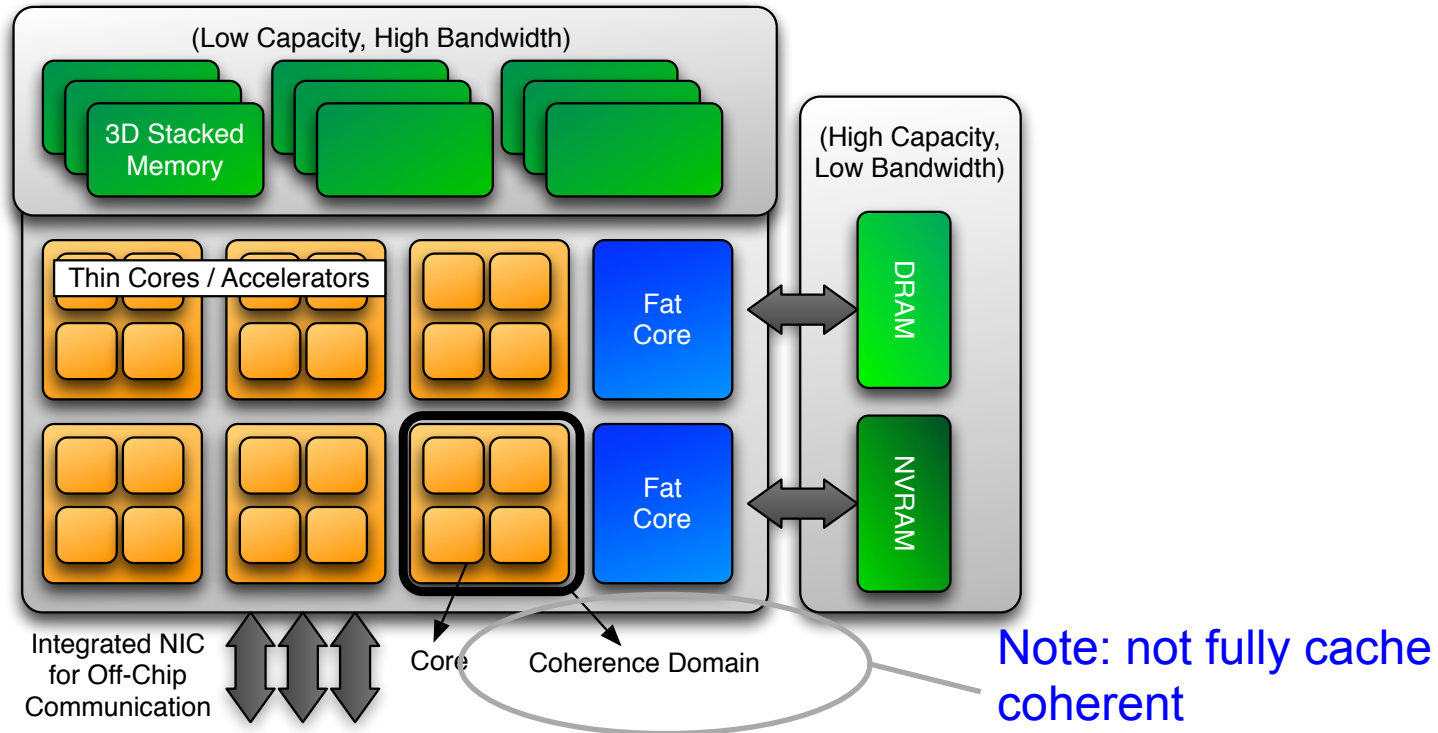 (Low Capacity, High Bandwidth)
3D Stacked
Memory
(High Capacity,
Low Bandwidth)
Thin Cores / Accelerators
Fat
Core
DRAM
Fat
Core
NVRAM
Integrated NIC
for Off-Chip
Communication
Core
Coherence Domain
Note: not fully cache
coherent